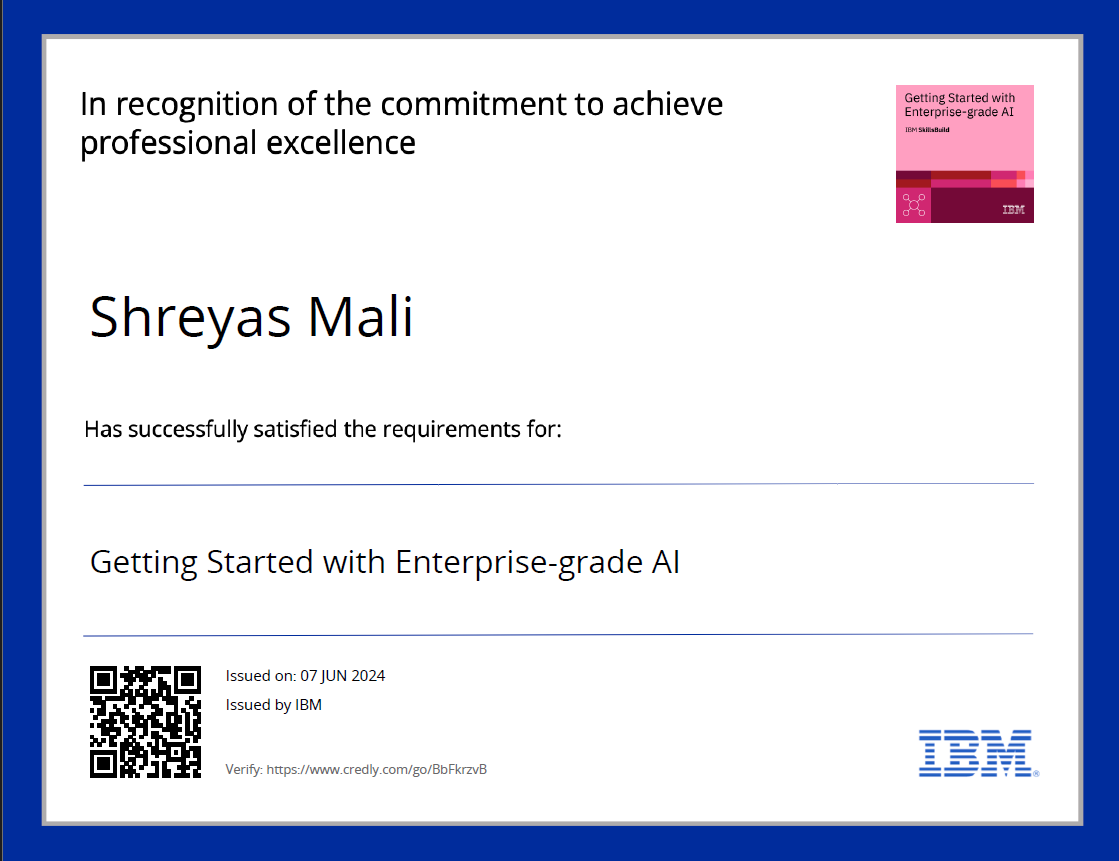 In recognition of the commitment to achieve
professional excellence
Getting Started with
Enterprise-grade AI
IBM SkillsBuild
IBM
Shreyas Mali
Has successfully satisfied the requirements for:
Getting Started with Enterprise-grade AI
Issued on: 07 JUN 2024
Issued by IBM
Verify: https://www.credly.com/go/BbFkrzvB
IBM®